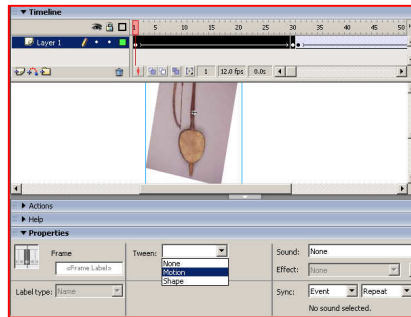 Timeline
1 5 10 15 20 25 30 35 40 45 50
Layer 1
1 12.0 fps 0.0s
Actions
Help
Properties
Frame Tween: Sound: None
<Frame Label> None Effect: None
Motion
Shape
Label type: Name Sync: Event Repeat
No sound selected.